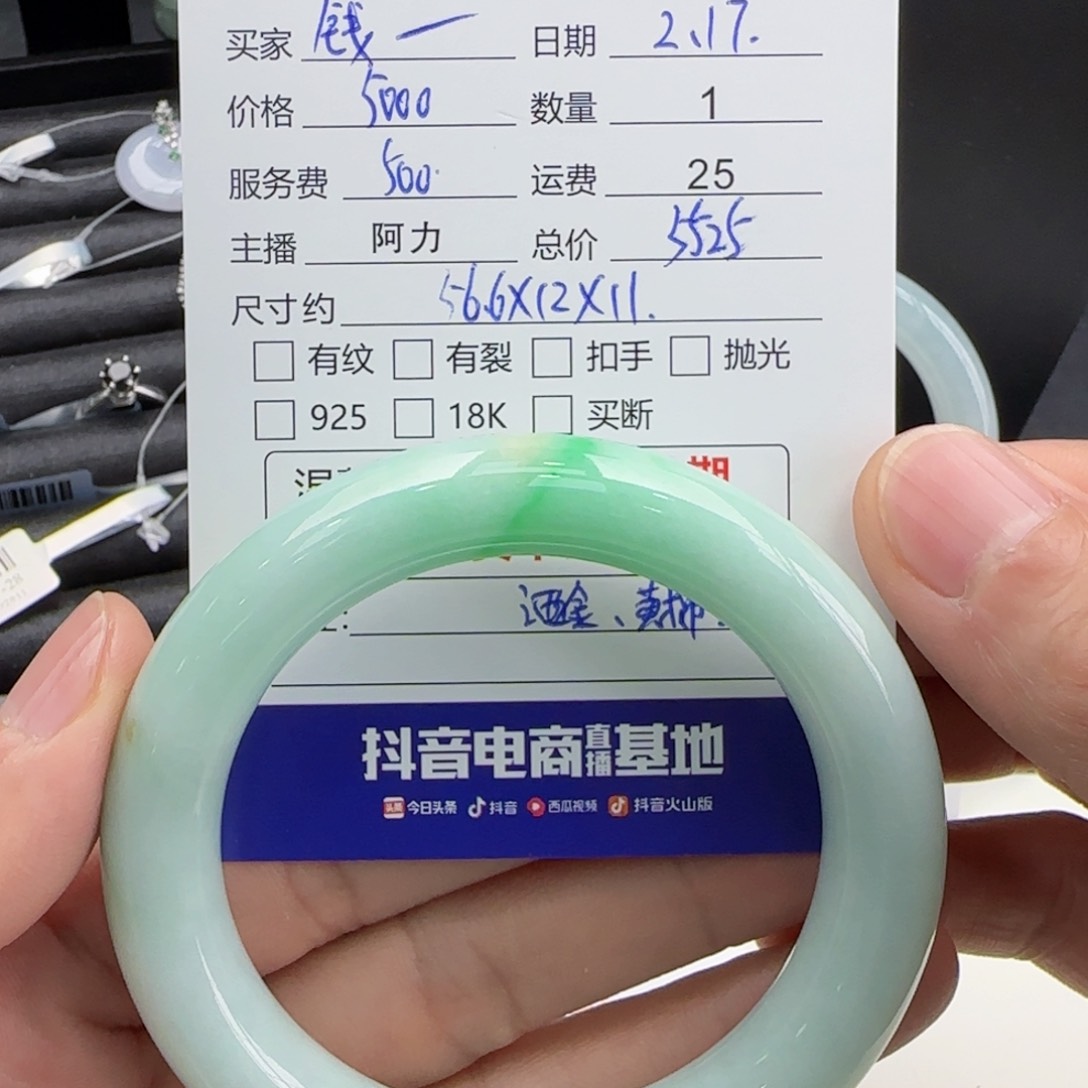 买家 钱一 日期 2.17.
价格 5000 数量 1
服务费 500 运费 25
主播 阿力 总价 5525
尺寸约 56.6X12X11.
有纹 有裂 扣手 抛光
925 18K 买断
期
洒金、黄
抖音电商直播基地
头条 今日头条 抖音 西瓜视频 抖音火山版